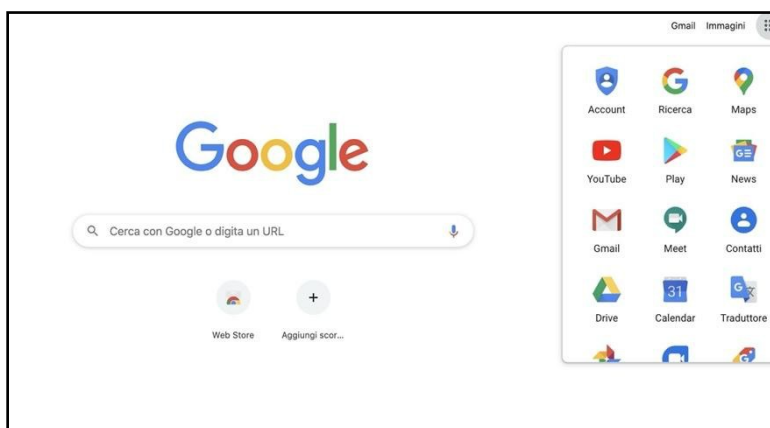 Gmail Immagini
Google
Cerca con Google o digita un URL
Web Store Aggiungi scor...
Account Ricerca Maps
YouTube Play News
Gmail Meet Contatti
31
Drive Calendar Traduttore